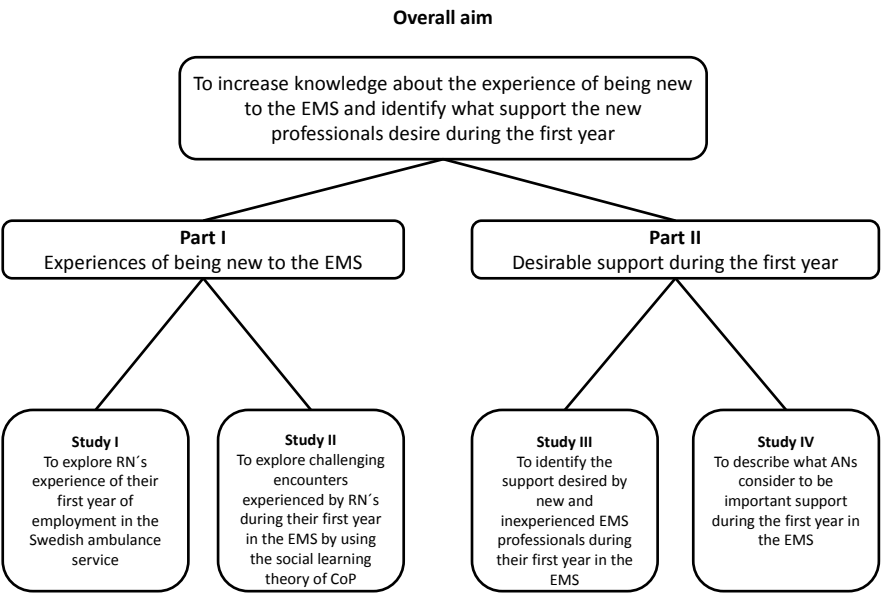 Overall aim
To increase knowledge about the experience of being new
to the EMS and identify what support the new
professionals desire during the first year
Part I
Experiences of being new to the EMS
Part II
Desirable support during the first year
Study I
To explore RN´s
experience of their
first year of
employment in the
Swedish ambulance
service
Study II
To explore challenging
encounters
experienced by RN´s
during their first year
in the EMS by using
the social learning
theory of CoP
Study III
To identify the
support desired by
new and
inexperienced EMS
professionals during
their first year in the
EMS
Study IV
To describe what ANs
consider to be
important support
during the first year in
the EMS